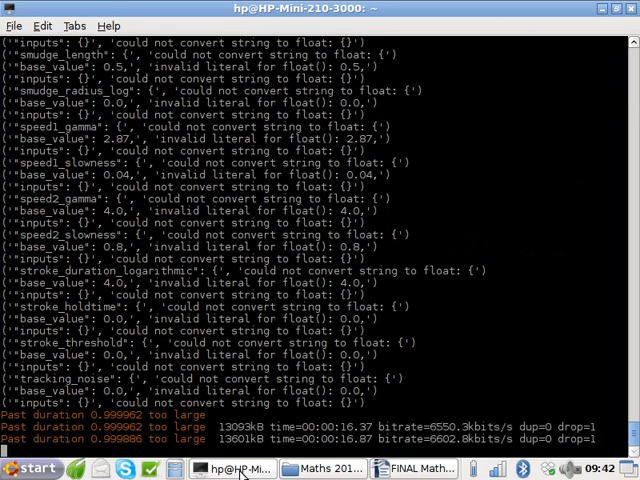 hp@HP-Mini-210-3000: ~
File Edit Tabs Help
('"inputs": {}', 'could not convert string to float: {}')
('"smudge_length": {', 'could not convert string to float: {')
('"base_value": 0.5,', 'invalid literal for float(): 0.5,')
('"inputs": {}', 'could not convert string to float: {}')
('"smudge_radius_log": {', 'could not convert string to float: {')
('"base_value": 0.0,', 'invalid literal for float(): 0.0,')
('"inputs": {}', 'could not convert string to float: {}')
('"speed1_gamma": {', 'could not convert string to float: {')
('"base_value": 2.87,', 'invalid literal for float(): 2.87,')
('"inputs": {}', 'could not convert string to float: {}')
('"speed1_slowness": {', 'could not convert string to float: {')
('"base_value": 0.04,', 'invalid literal for float(): 0.04,')
('"inputs": {}', 'could not convert string to float: {}')
('"speed2_gamma": {', 'could not convert string to float: {')
('"base_value": 4.0,', 'invalid literal for float(): 4.0,')
('"inputs": {}', 'could not convert string to float: {}')
('"speed2_slowness": {', 'could not convert string to float: {')
('"base_value": 0.8,', 'invalid literal for float(): 0.8,')
('"inputs": {}', 'could not convert string to float: {}')
('"stroke_duration_logarithmic": {', 'could not convert string to float: {')
('"base_value": 4.0,', 'invalid literal for float(): 4.0,')
('"inputs": {}', 'could not convert string to float: {}')
('"stroke_holdtime": {', 'could not convert string to float: {')
('"base_value": 0.0,', 'invalid literal for float(): 0.0,')
('"inputs": {}', 'could not convert string to float: {}')
('"stroke_threshold": {', 'could not convert string to float: {')
('"base_value": 0.0,', 'invalid literal for float(): 0.0,')
('"inputs": {}', 'could not convert string to float: {}')
('"tracking_noise": {', 'could not convert string to float: {')
('"base_value": 0.0,', 'invalid literal for float(): 0.0,')
('"inputs": {}', 'could not convert string to float: {}')
Past duration 0.999962 too large
Past duration 0.999962 too large 13093kB time=00:00:16.37 bitrate=6550.3kbits/s dup=0 drop=1
Past duration 0.999886 too large 13601kB time=00:00:16.87 bitrate=6602.8kbits/s dup=0 drop=1
start hp@HP-Mi... Maths 201... FINAL Math... 09:42